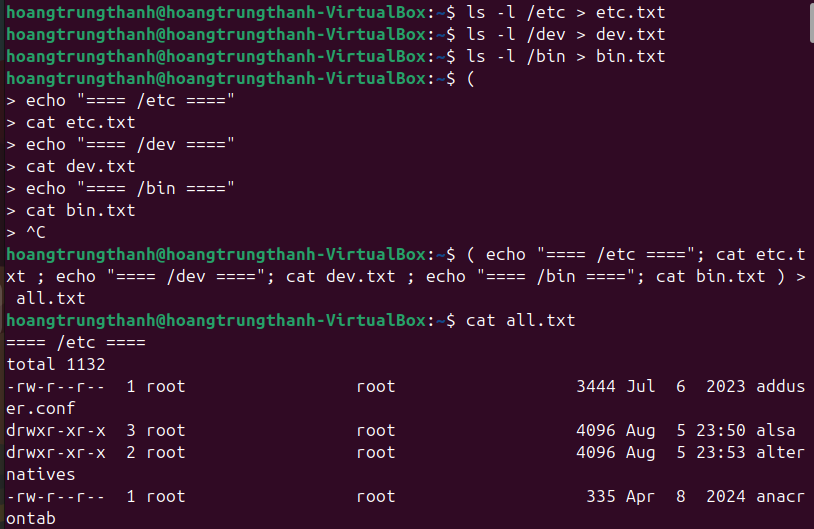 hoangtrungthanh@hoangtrungthanh-VirtualBox:~$ ls -l /etc > etc.txt
hoangtrungthanh@hoangtrungthanh-VirtualBox:~$ ls -l /dev > dev.txt
hoangtrungthanh@hoangtrungthanh-VirtualBox:~$ ls -l /bin > bin.txt
hoangtrungthanh@hoangtrungthanh-VirtualBox:~$ (
> echo "==== /etc ===="
> cat etc.txt
> echo "==== /dev ===="
> cat dev.txt
> echo "==== /bin ===="
> cat bin.txt
> ^C
hoangtrungthanh@hoangtrungthanh-VirtualBox:~$ ( echo "==== /etc ===="; cat etc.t
xt ; echo "==== /dev ===="; cat dev.txt ; echo "==== /bin ===="; cat bin.txt ) >
 all.txt
hoangtrungthanh@hoangtrungthanh-VirtualBox:~$ cat all.txt
==== /etc ====
total 1132
-rw-r--r--  1 root                 root                  3444 Jul  6  2023 addus
er.conf
drwxr-xr-x  3 root                 root                  4096 Aug  5 23:50 alsa
drwxr-xr-x  2 root                 root                  4096 Aug  5 23:53 alter
natives
-rw-r--r--  1 root                 root                   335 Apr  8  2024 anacr
ontab